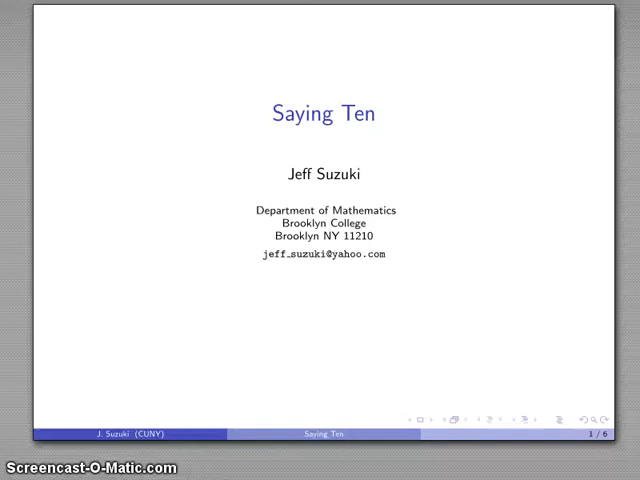 Saying Ten
Jeff Suzuki
Department of Mathematics
Brooklyn College
Brooklyn NY 11210
jeff_suzuki@yahoo.com
J. Suzuki (CUNY)
Saying Ten
1 / 6
Screencast-O-Matic.com